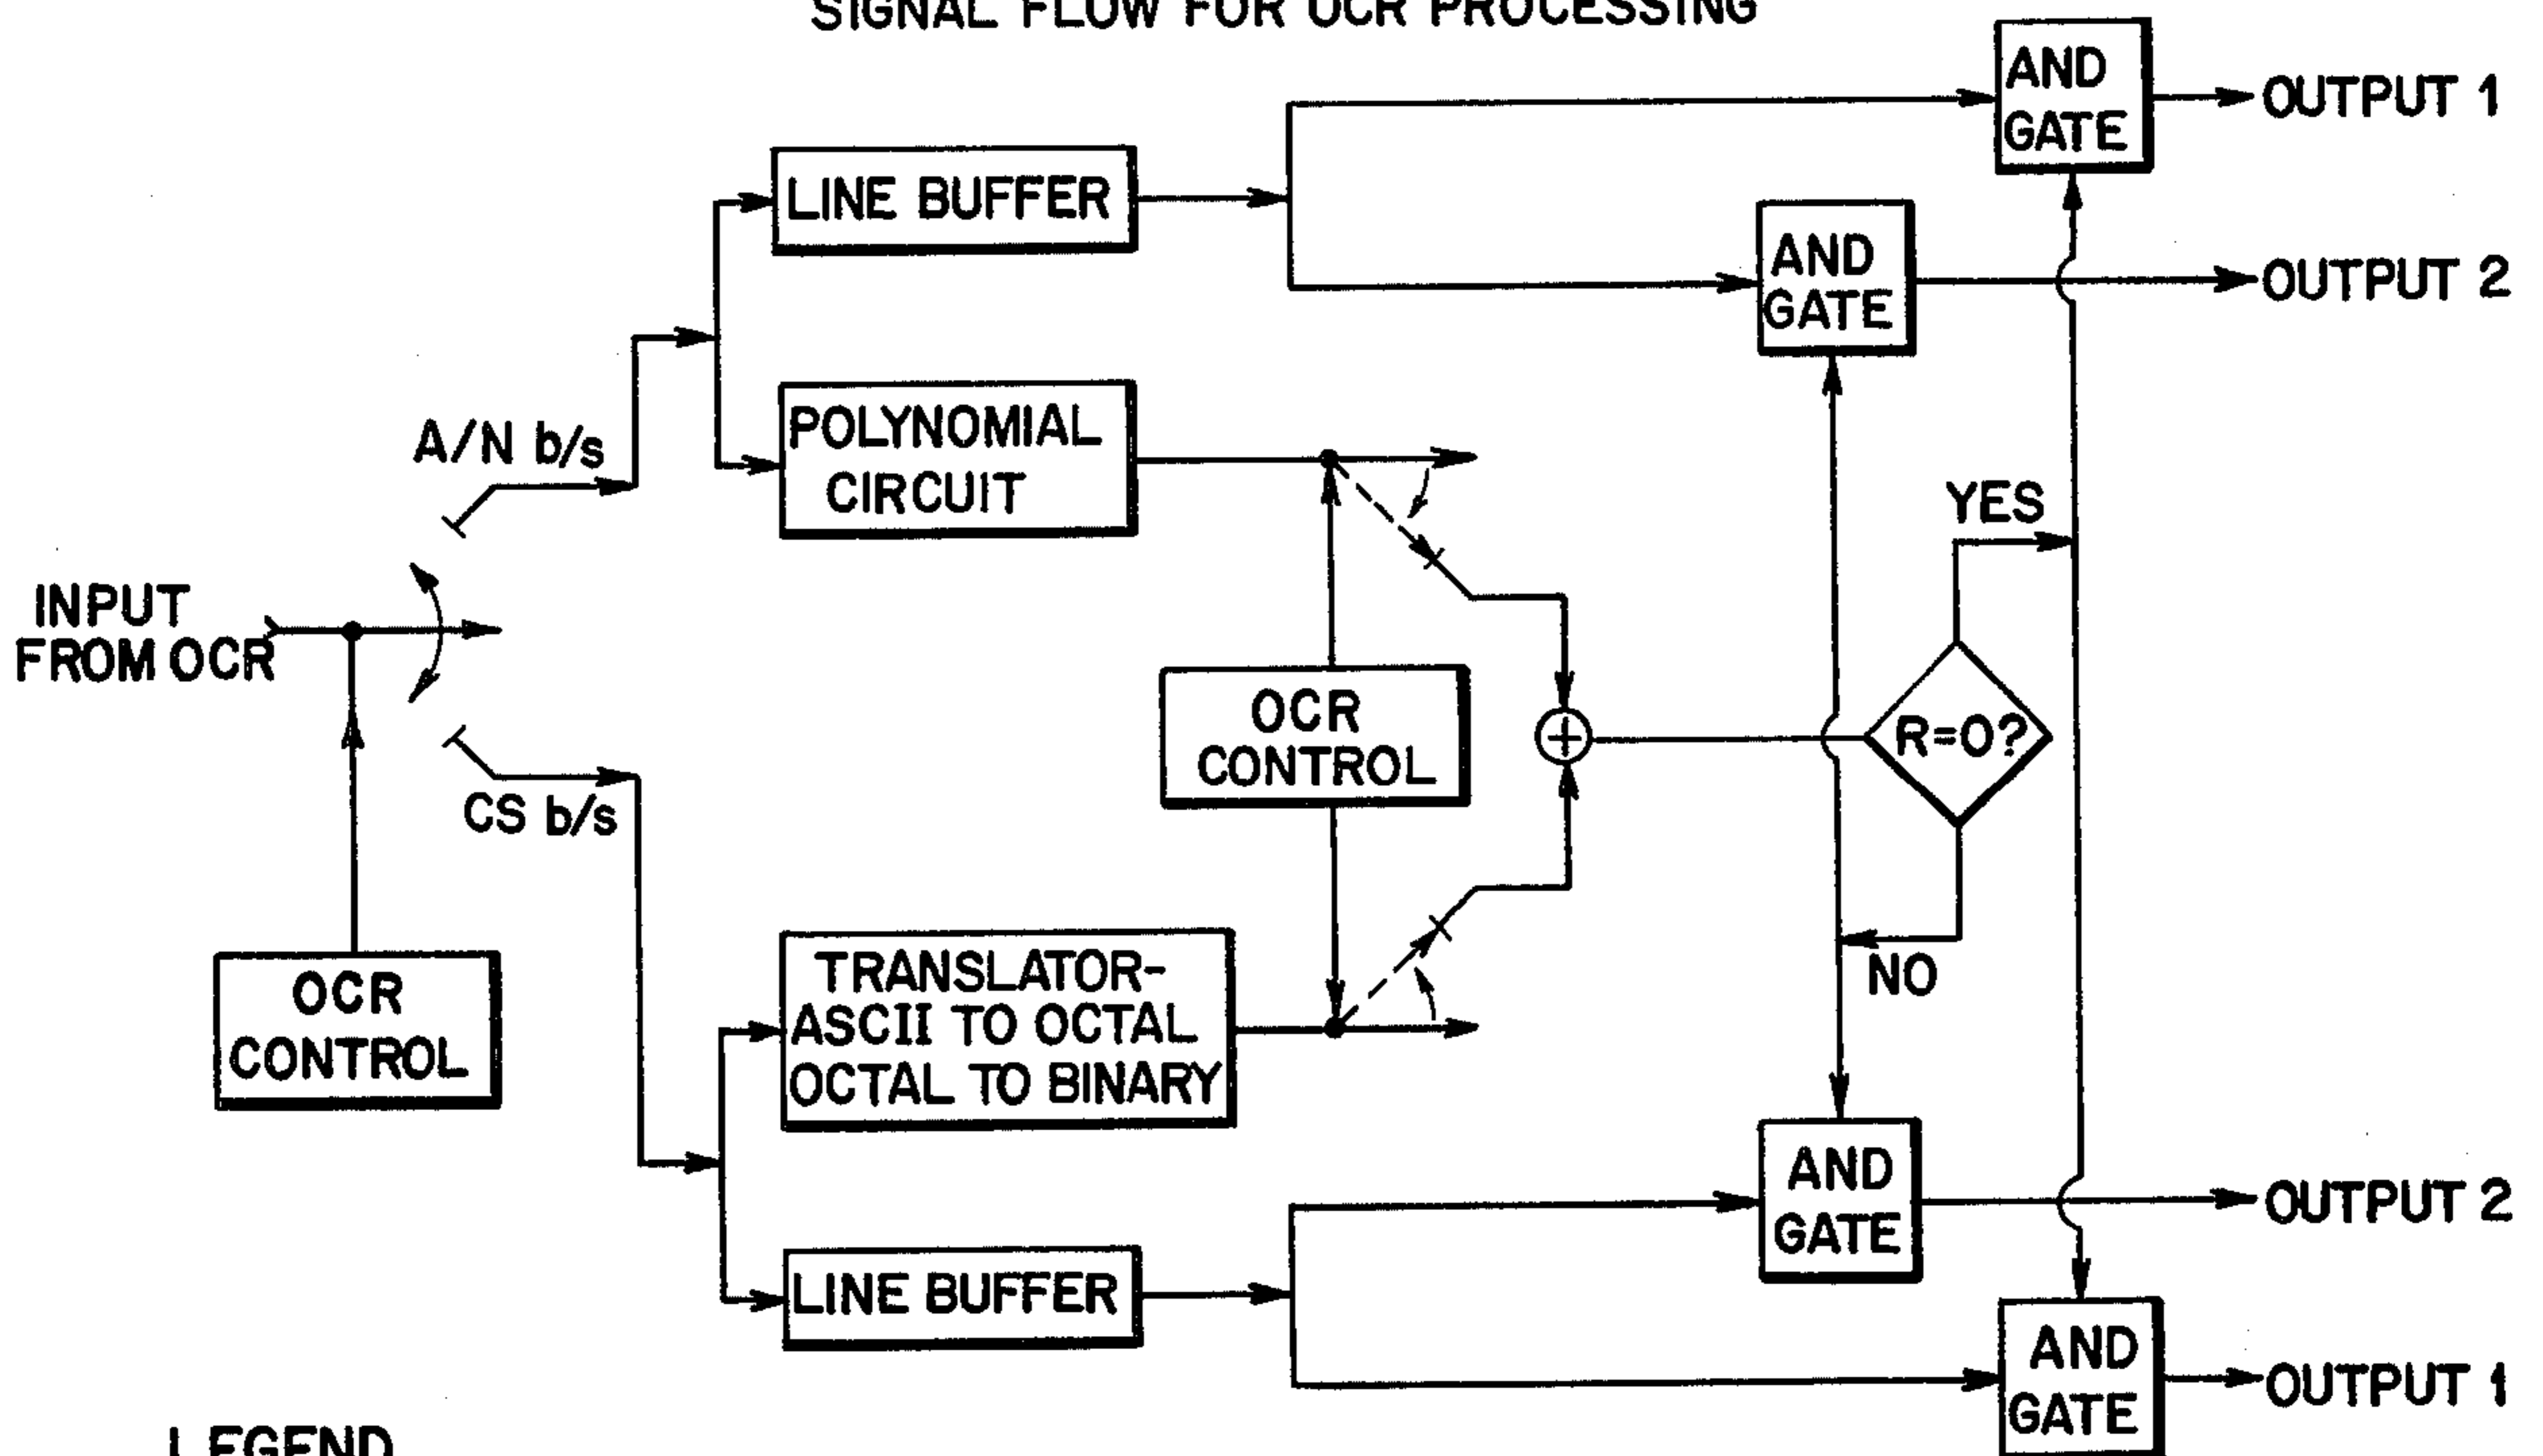 SIGNAL FLOW FOR OCR PROCESSING
AND
GATE
OUTPUT 1
LINE BUFFER
AND
GATE
OUTPUT 2
A/N b/s
POLYNOMIAL
CIRCUIT
YES
INPUT
FROM OCR
OCR
CONTROL
R=0?
CS b/s
NO
OCR
CONTROL
TRANSLATOR-
ASCII TO OCTAL
OCTAL TO BINARY
AND
GATE
OUTPUT 2
LINE BUFFER
AND
GATE
OUTPUT 1
LEGEND